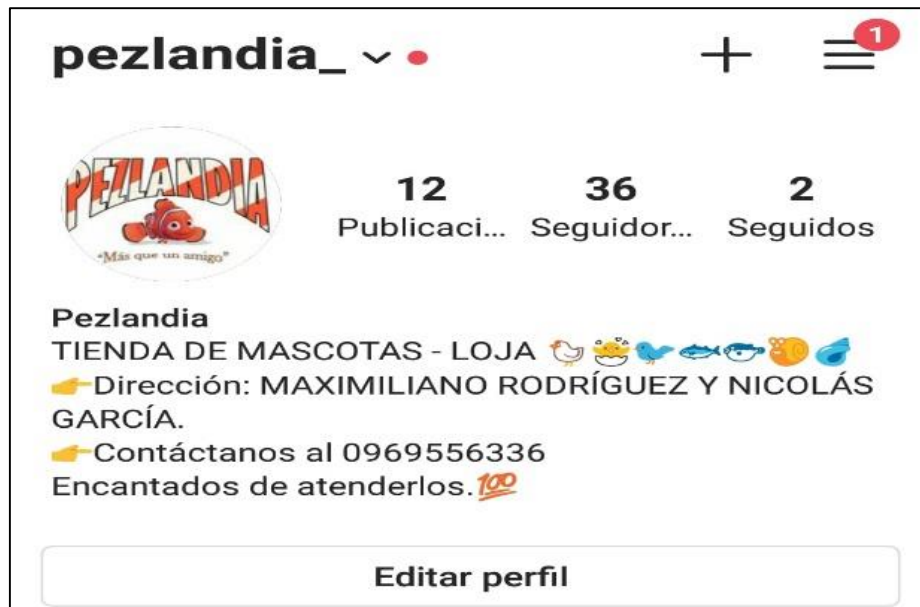 pezlandia_
1
PEZLANDIA
"Más que un amigo"
12 36 2
Publicaci... Seguidor... Seguidos
Pezlandia
TIENDA DE MASCOTAS - LOJA 🐔🐣🐦🐟🐡🐌💧
👉Dirección: MAXIMILIANO RODRÍGUEZ Y NICOLÁS
GARCÍA.
👉Contáctanos al 0969556336
Encantados de atenderlos.💯
Editar perfil